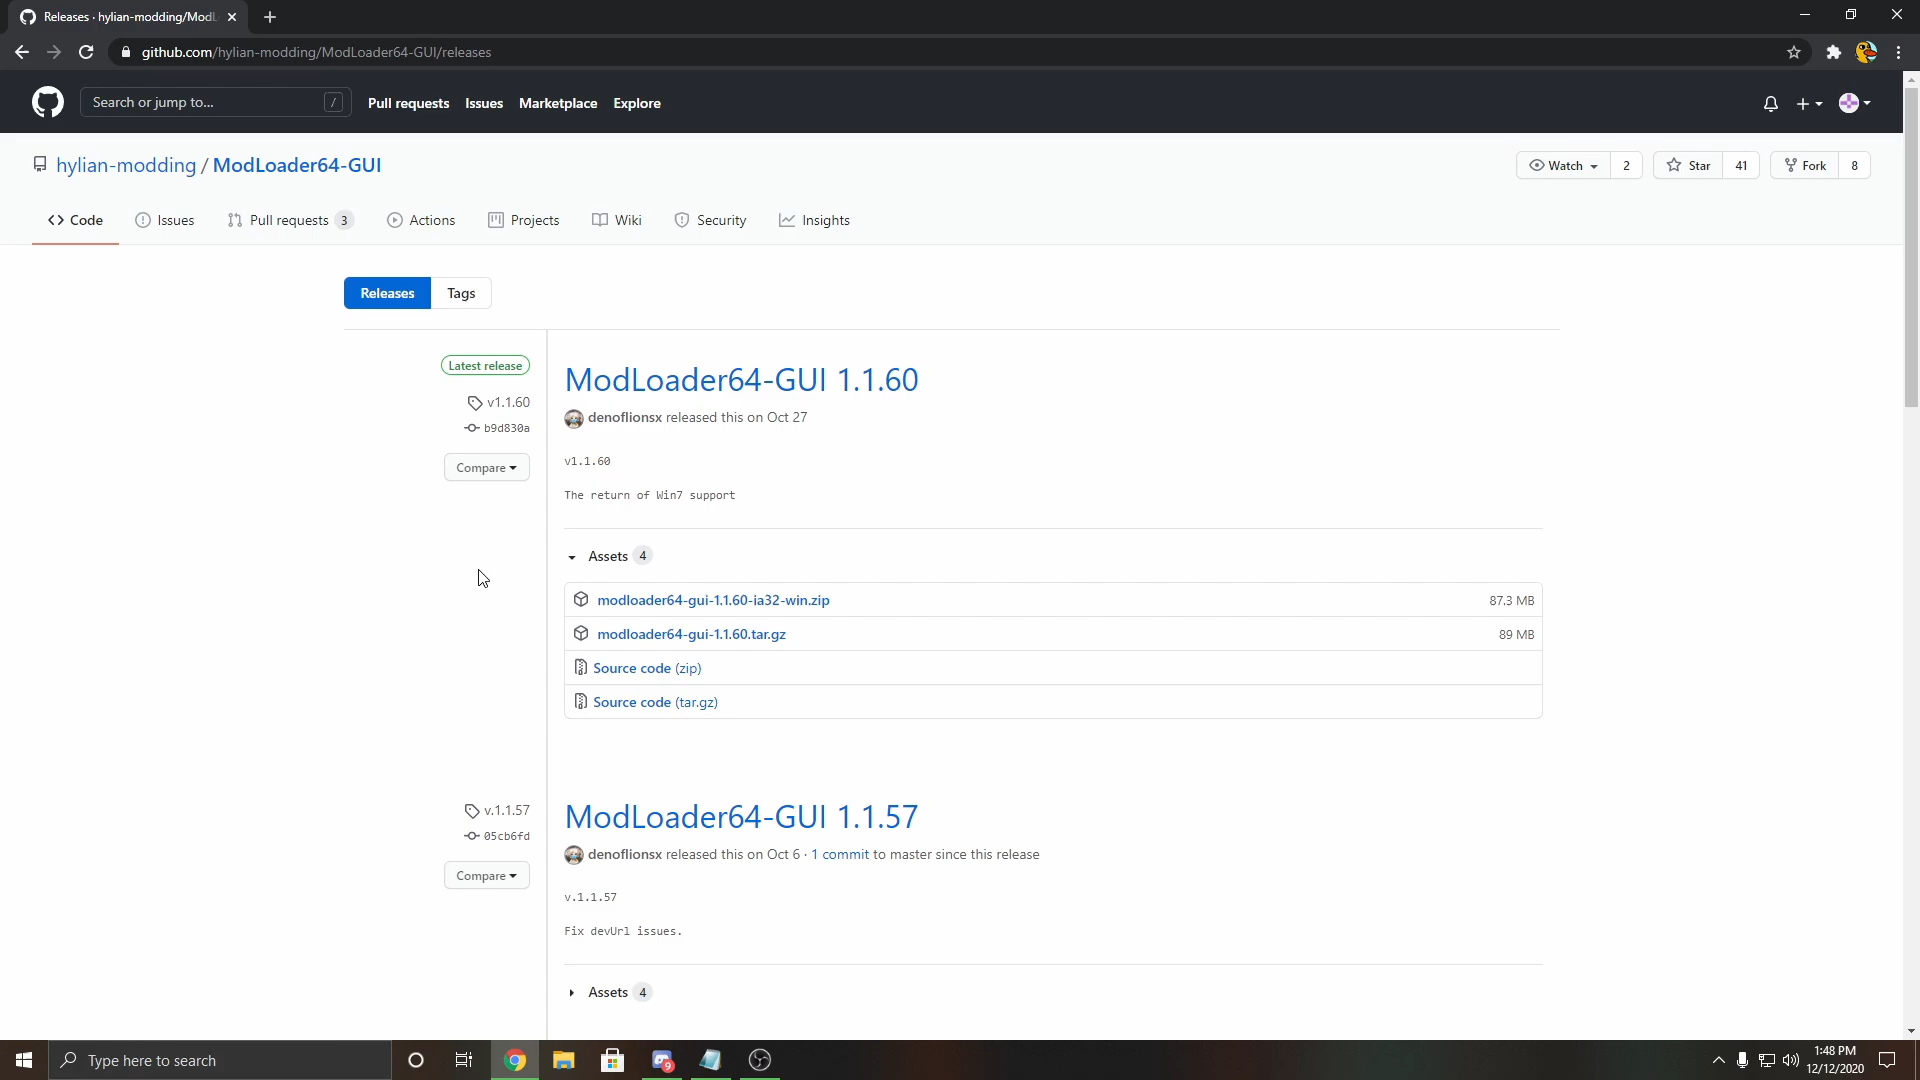 Releases · hylian-modding/ModL
github.com/hylian-modding/ModLoader64-GUI/releases
Search or jump to... /
Pull requests Issues Marketplace Explore
hylian-modding / ModLoader64-GUI
Watch 2 Star 41 Fork 8
Code Issues Pull requests 3 Actions Projects Wiki Security Insights
Releases Tags
Latest release
v1.1.60
b9d830a
Compare
ModLoader64-GUI 1.1.60
denoflionsx released this on Oct 27
v1.1.60
The return of Win7 support
Assets 4
modloader64-gui-1.1.60-ia32-win.zip 87.3 MB
modloader64-gui-1.1.60.tar.gz 89 MB
Source code (zip)
Source code (tar.gz)
v.1.1.57
05cb6fd
Compare
ModLoader64-GUI 1.1.57
denoflionsx released this on Oct 6 · 1 commit to master since this release
v.1.1.57
Fix devUrl issues.
Assets 4
Type here to search
9
1:48 PM
12/12/2020